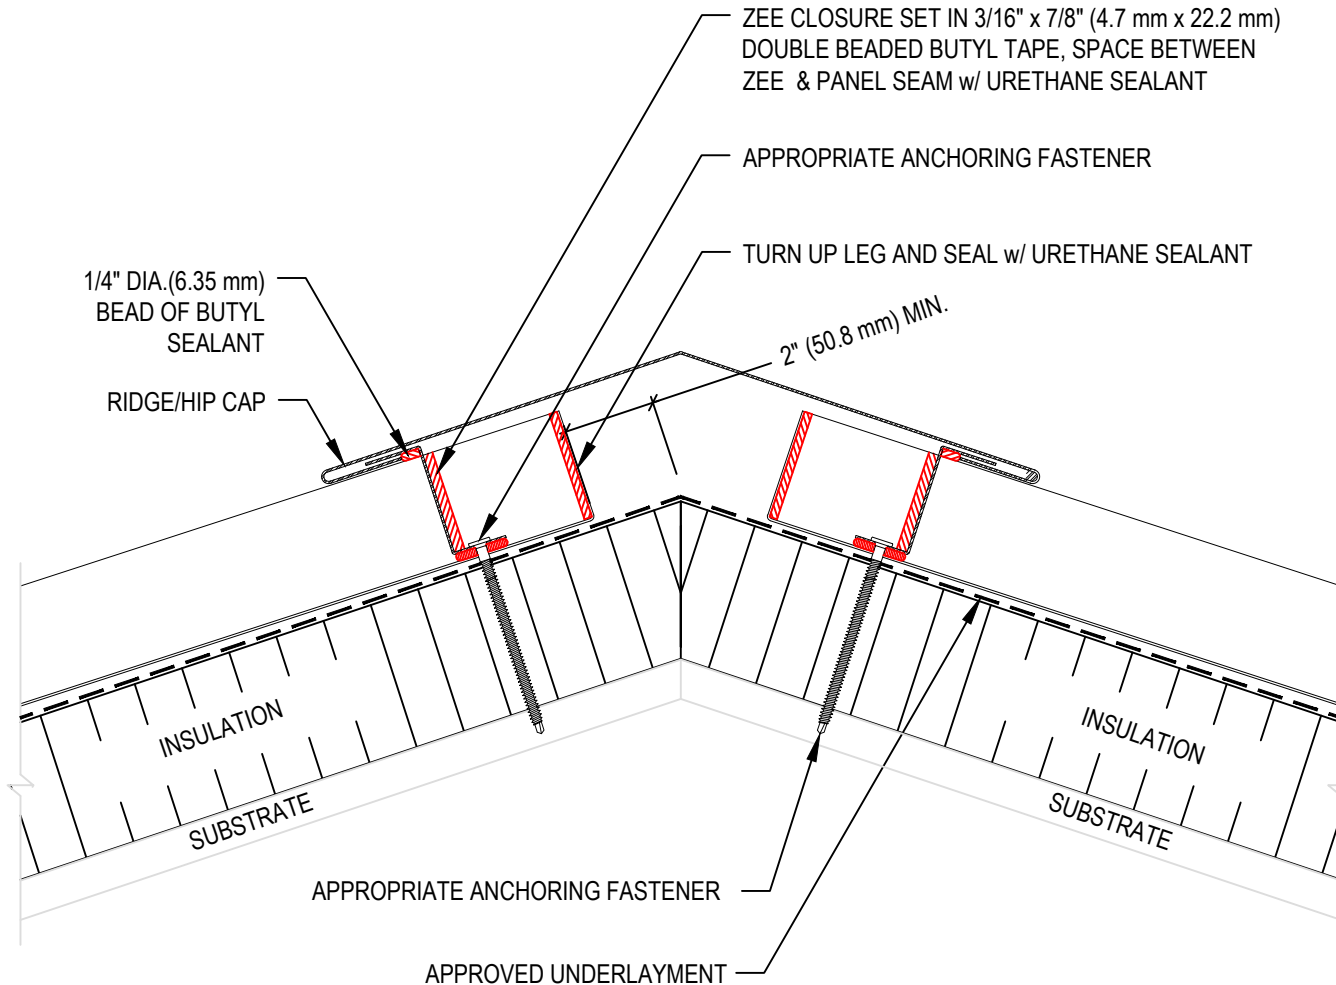 ZEE CLOSURE SET IN 3/16" x 7/8" (4.7 mm x 22.2 mm)
DOUBLE BEADED BUTYL TAPE, SPACE BETWEEN
ZEE & PANEL SEAM w/ URETHANE SEALANT
APPROPRIATE ANCHORING FASTENER
TURN UP LEG AND SEAL w/ URETHANE SEALANT
1/4" DIA.(6.35 mm)
BEAD OF BUTYL
SEALANT
2" (50.8 mm) MIN.
RIDGE/HIP CAP
INSULATION
INSULATION
SUBSTRATE
SUBSTRATE
APPROPRIATE ANCHORING FASTENER
APPROVED UNDERLAYMENT